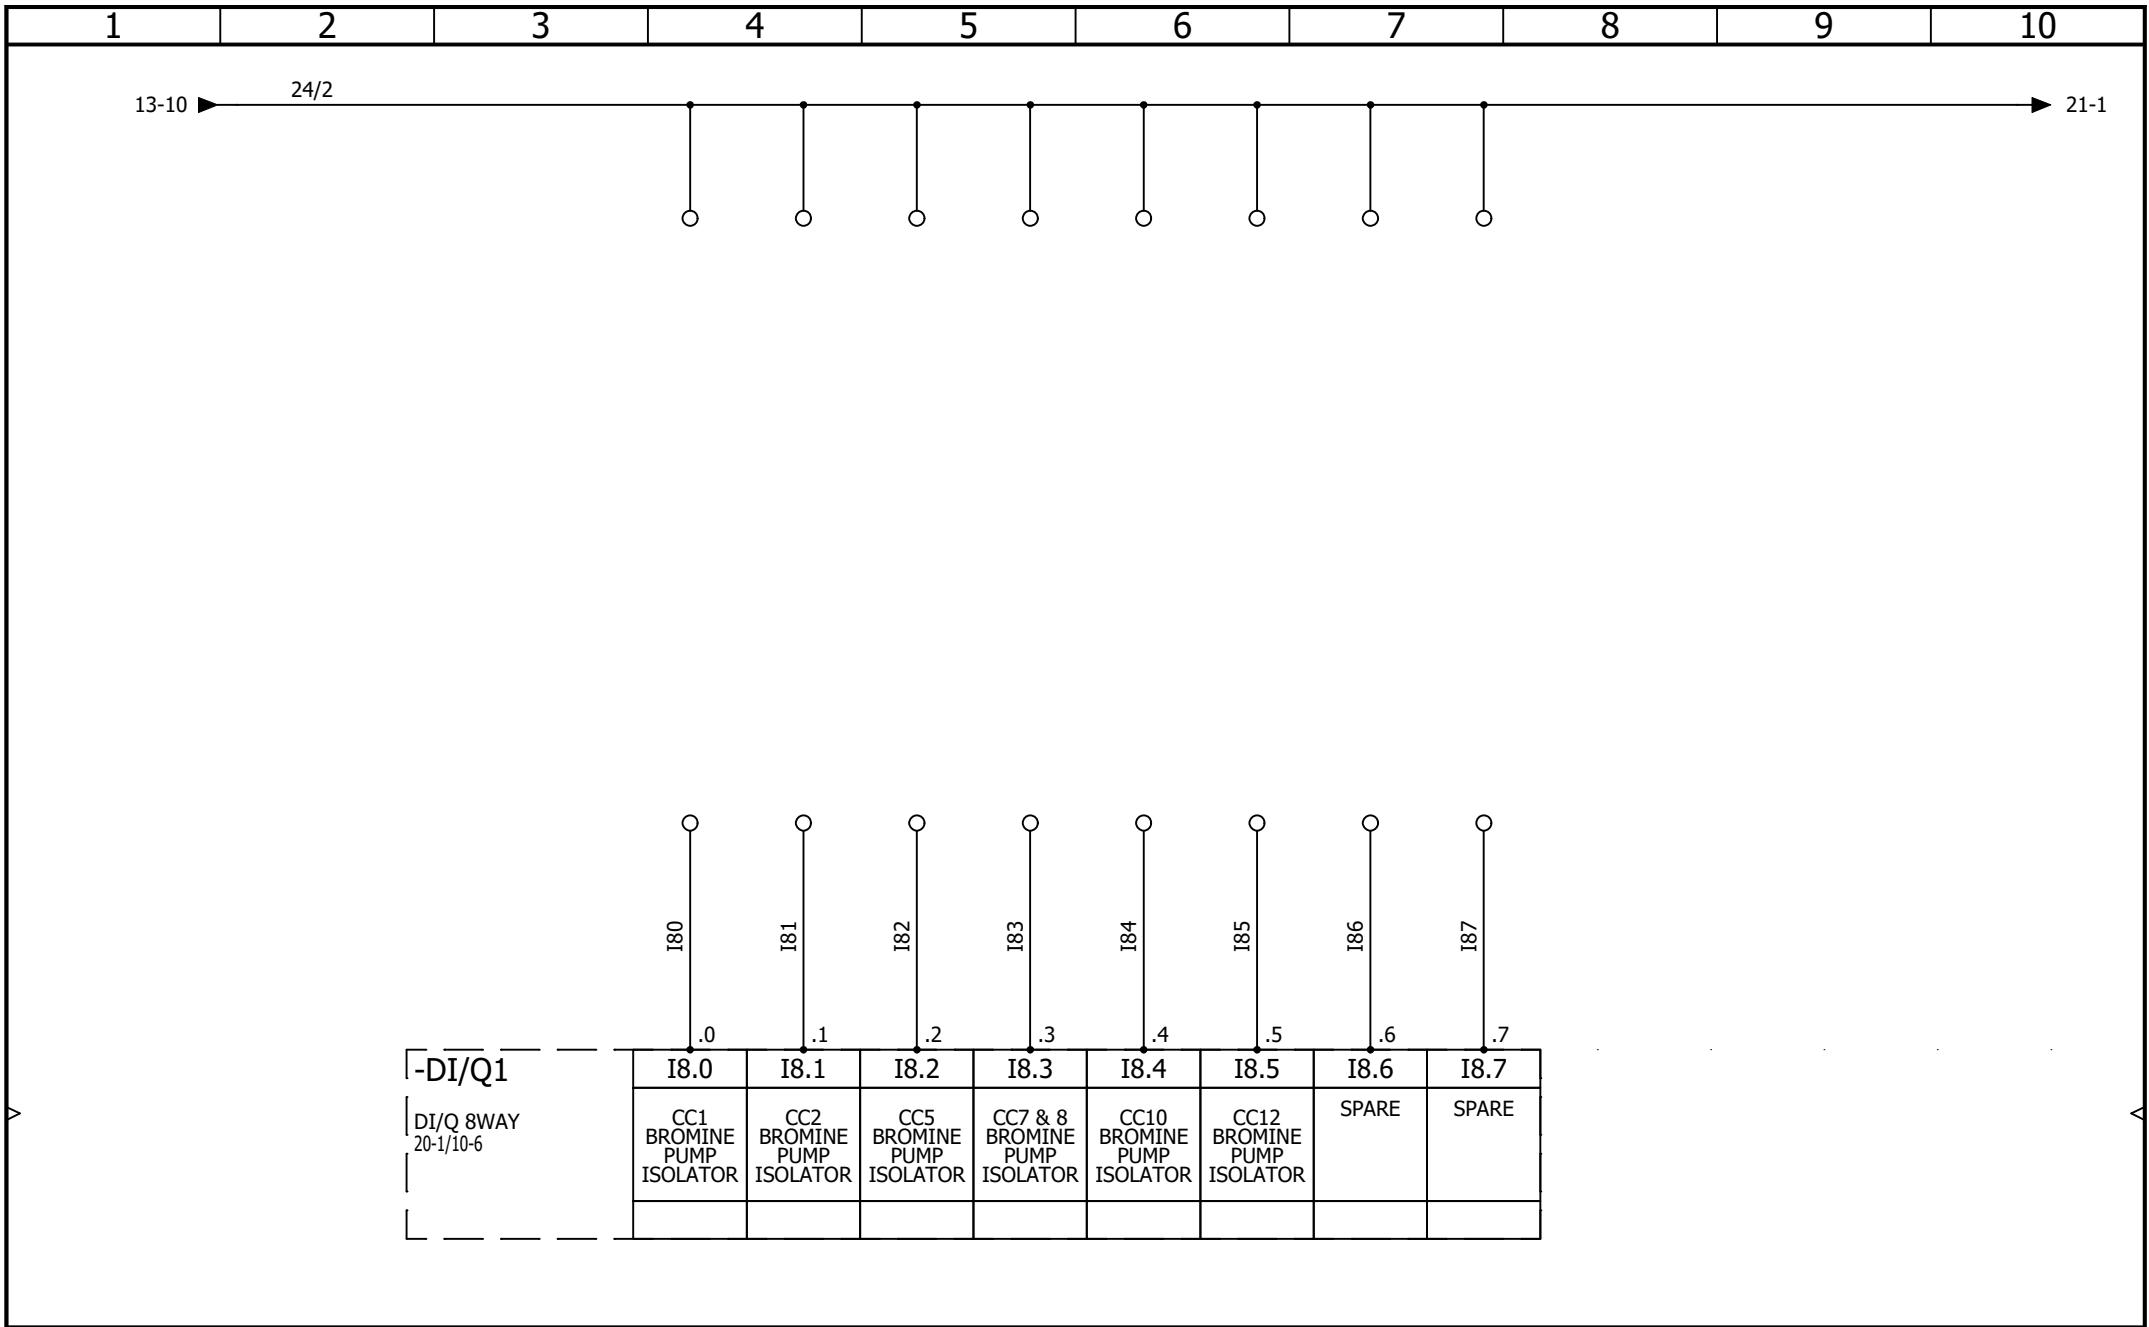 1 2 3 4 5 6 7 8 9 10
24/2
13-10 21-1
I80 I81 I82 I83 I84 I85 I86 I87
.0 .1 .2 .3 .4 .5 .6 .7
-DI/Q1
DI/Q 8WAY
20-1/10-6
I8.0 I8.1 I8.2 I8.3 I8.4 I8.5 I8.6 I8.7
CC1
BROMINE
PUMP
ISOLATOR
CC2
BROMINE
PUMP
ISOLATOR
CC5
BROMINE
PUMP
ISOLATOR
CC7 & 8
BROMINE
PUMP
ISOLATOR
CC10
BROMINE
PUMP
ISOLATOR
CC12
BROMINE
PUMP
ISOLATOR
SPARE
SPARE